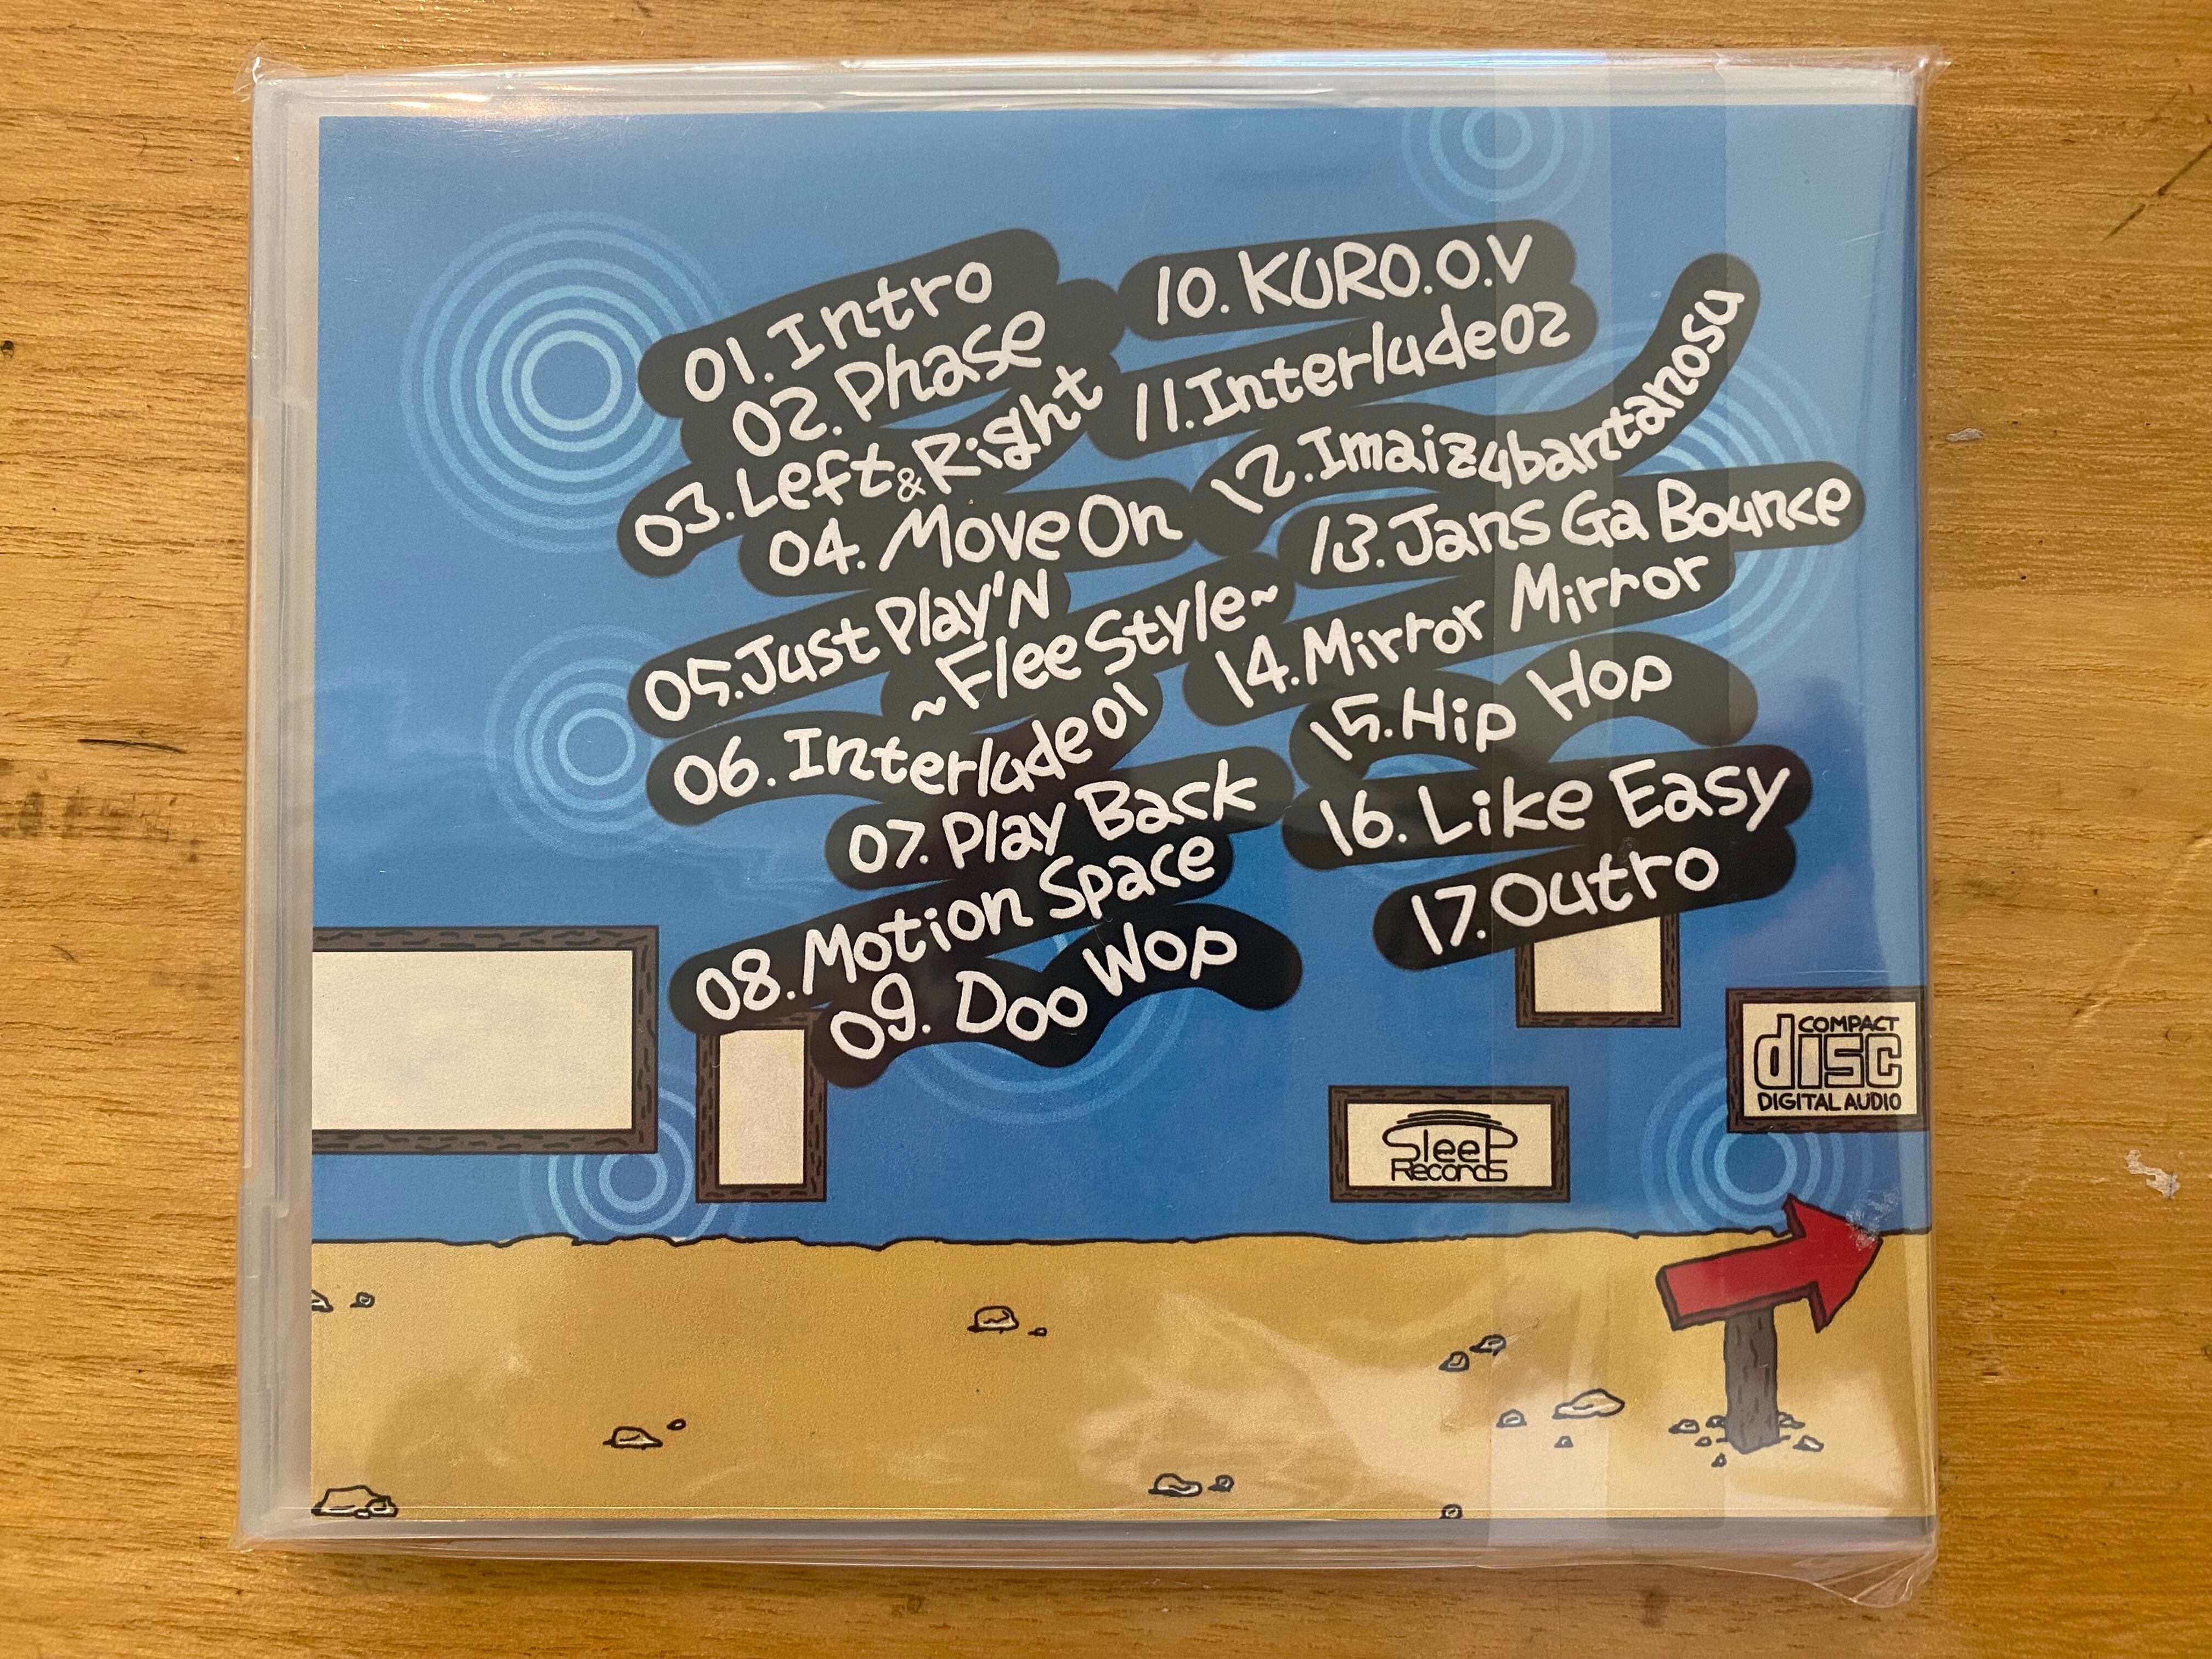 01. Intro
02. Phase
03. Left & Right
04. Move On
05. Just Play'N
~Flee Style~
06. Interlude 01
07. Play Back
08. Motion Space
09. Doo Wop
10. KURO.O.V
11. Interlude02
12. Imaizubantanosu
13. Jans Ga Bounce
14. Mirror Mirror
15. Hip Hop
16. Like Easy
17. Outro
COMPACT
disc
DIGITAL AUDIO
SleeP
Records